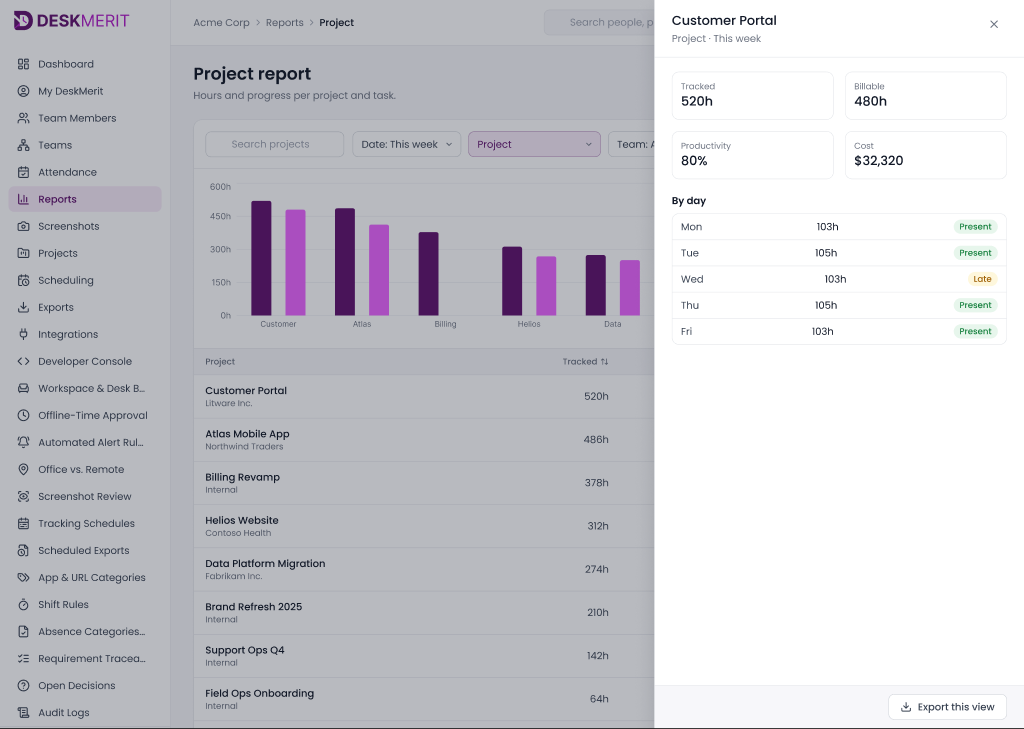 DESKMERIT
Dashboard
My DeskMerit
Team Members
Teams
Attendance
Reports
Screenshots
Projects
Scheduling
Exports
Integrations
Developer Console
Workspace & Desk B...
Offline-Time Approval
Automated Alert Rul...
Office vs. Remote
Screenshot Review
Tracking Schedules
Scheduled Exports
App & URL Categories
Shift Rules
Absence Categories...
Requirement Tracea...
Open Decisions
Audit Logs
Acme Corp > Reports > Project
Search people, p
Project report
Hours and progress per project and task.
Search projects
Date: This week
Project
Team: A
600h
450h
300h
150h
0h
Customer Atlas Billing Helios Data
Project Tracked
Customer Portal
Litware Inc.
520h
Atlas Mobile App
Northwind Traders
486h
Billing Revamp
Internal
378h
Helios Website
Contoso Health
312h
Data Platform Migration
Fabrikam Inc.
274h
Brand Refresh 2025
Internal
210h
Support Ops Q4
Internal
142h
Field Ops Onboarding
Internal
64h
Customer Portal
Project · This week
Tracked
520h
Billable
480h
Productivity
80%
Cost
$32,320
By day
Mon 103h Present
Tue 105h Present
Wed 103h Late
Thu 105h Present
Fri 103h Present
Export this view